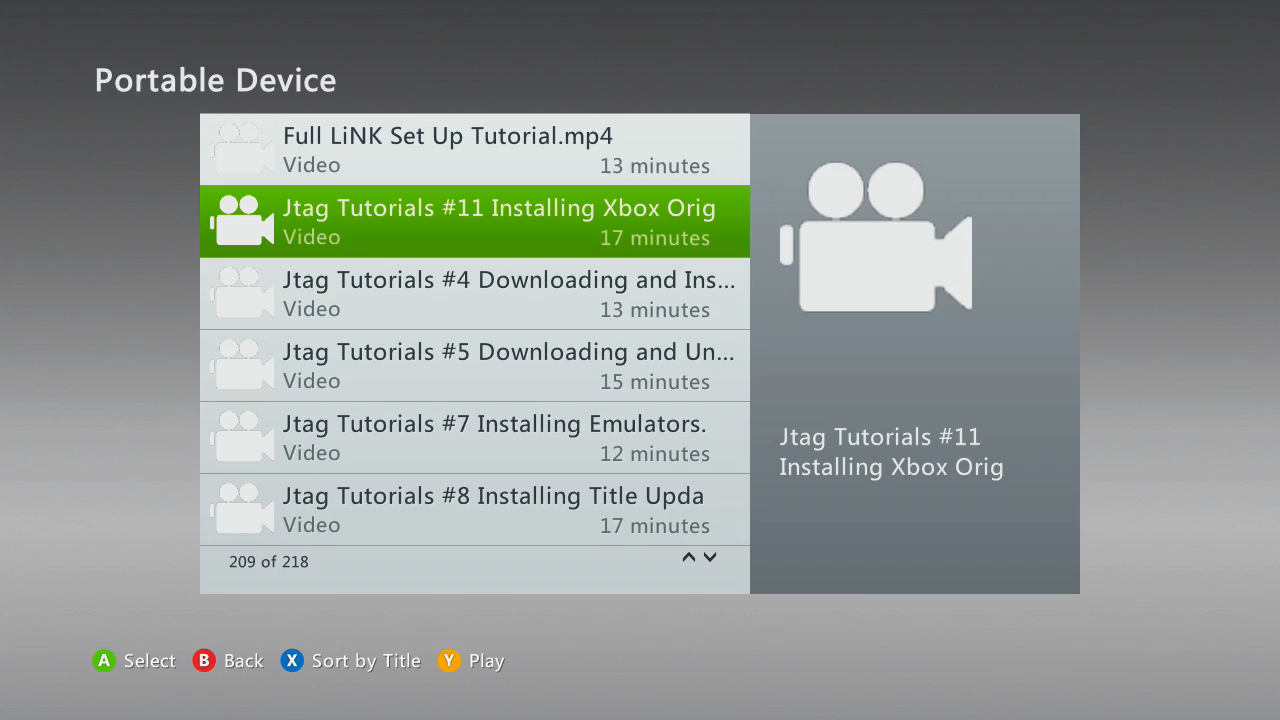 Portable Device
Full LiNK Set Up Tutorial.mp4
Video 13 minutes
Jtag Tutorials #11 Installing Xbox Orig
Video 17 minutes
Jtag Tutorials #4 Downloading and Ins...
Video 13 minutes
Jtag Tutorials #5 Downloading and Un...
Video 15 minutes
Jtag Tutorials #7 Installing Emulators.
Video 12 minutes
Jtag Tutorials #8 Installing Title Upda
Video 17 minutes
209 of 218
Jtag Tutorials #11
Installing Xbox Orig
A Select B Back X Sort by Title Y Play